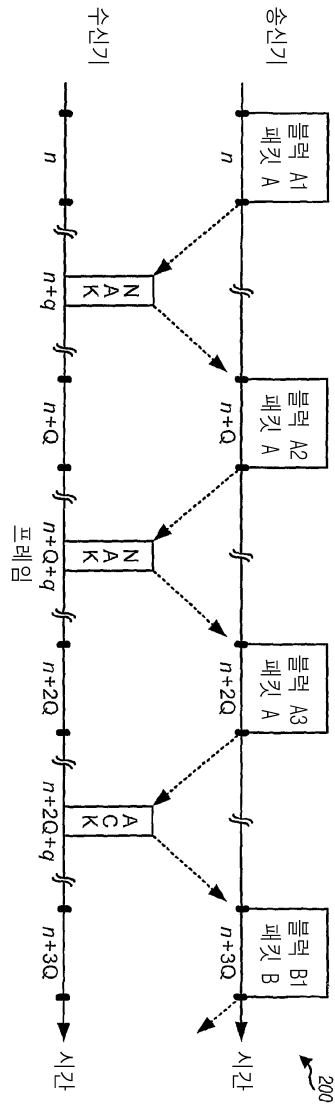 200
송신기
블럭 A1
패킷 A
블럭 A2
패킷 A
블럭 A3
패킷 A
블럭 B1
패킷 B
n
n+Q
n+2Q
n+3Q
시간
NAK
NAK
ACK
수신기
n
n+q
n+Q
n+Q+q
n+2Q
n+2Q+q
n+3Q
시간
프레임